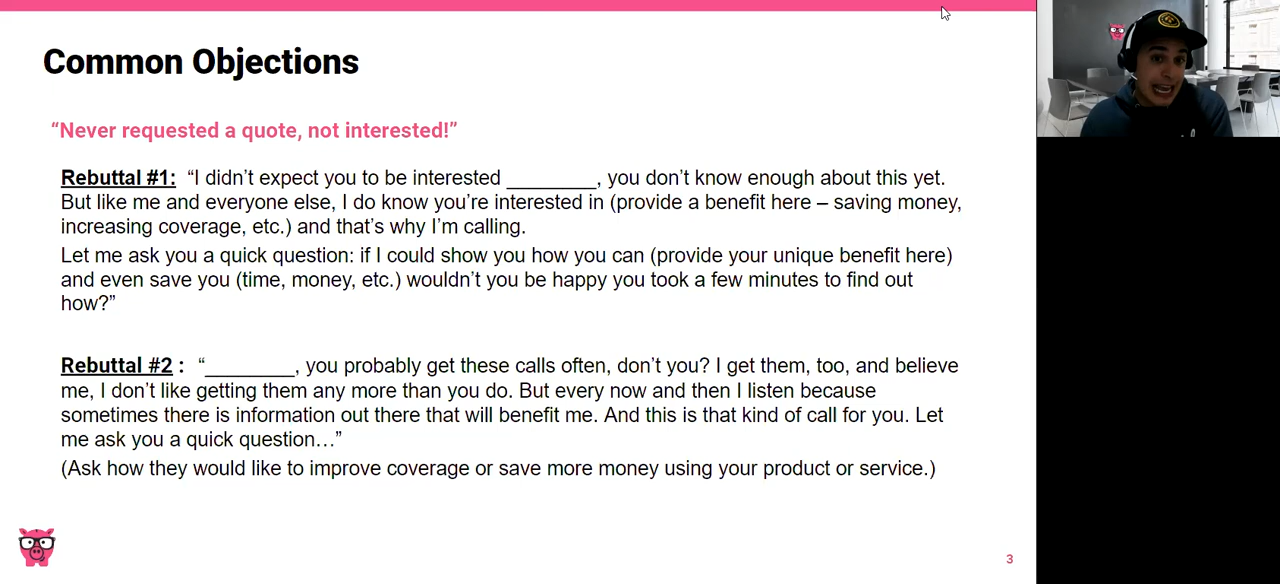 Common Objections
“Never requested a quote, not interested!”
Rebuttal #1: “I didn’t expect you to be interested ________, you don’t know enough about this yet.
But like me and everyone else, I do know you’re interested in (provide a benefit here – saving money,
increasing coverage, etc.) and that’s why I’m calling.
Let me ask you a quick question: if I could show you how you can (provide your unique benefit here)
and even save you (time, money, etc.) wouldn’t you be happy you took a few minutes to find out
how?”
Rebuttal #2 : “________, you probably get these calls often, don’t you? I get them, too, and believe
me, I don’t like getting them any more than you do. But every now and then I listen because
sometimes there is information out there that will benefit me. And this is that kind of call for you. Let
me ask you a quick question…”
(Ask how they would like to improve coverage or save more money using your product or service.)
3